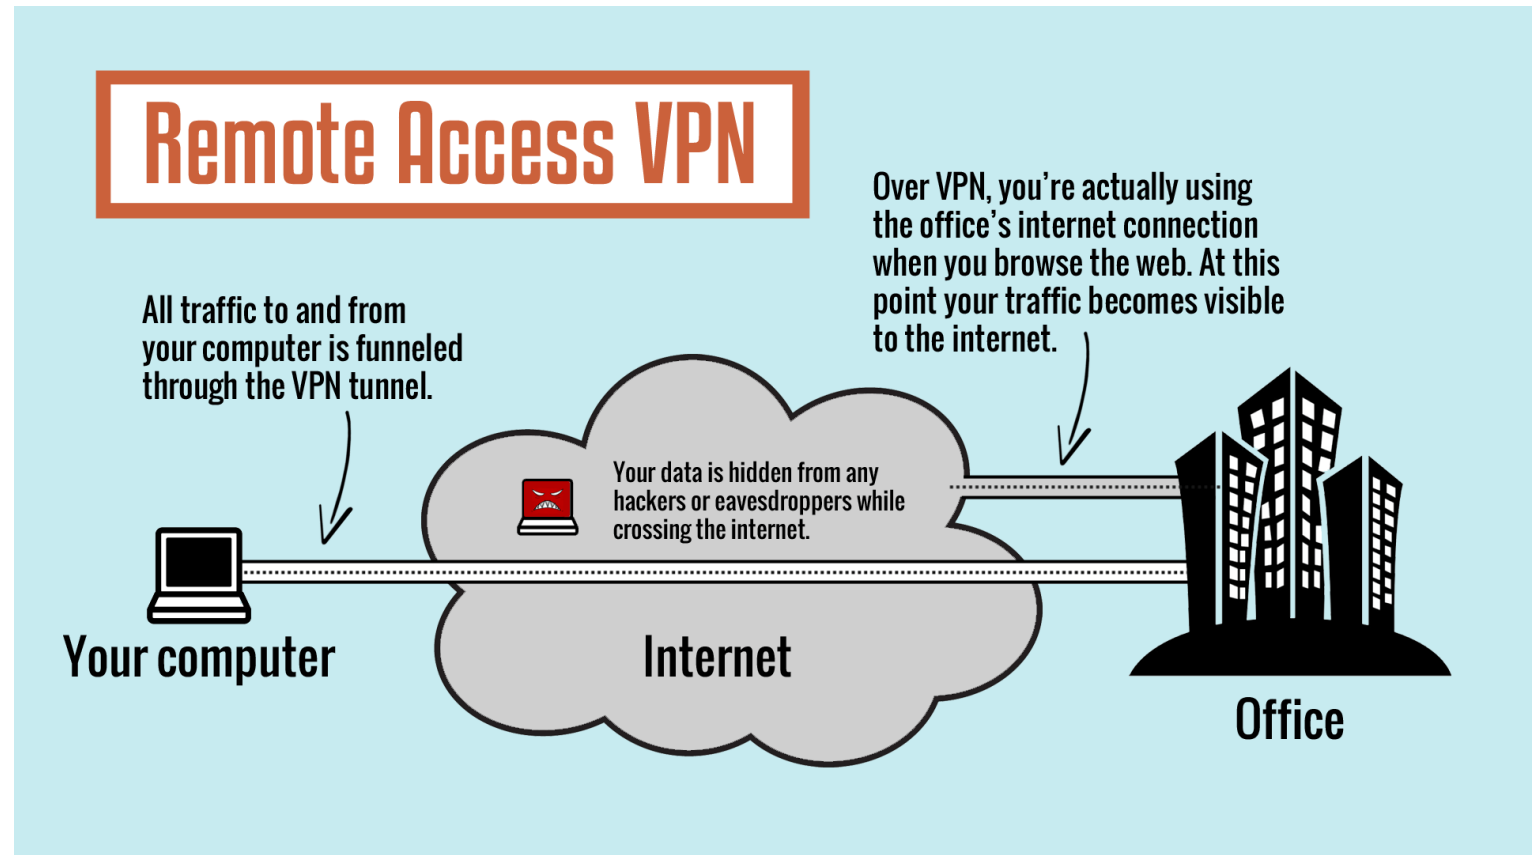 Remote Access VPN
Over VPN, you're actually using
the office's internet connection
when you browse the web. At this
point your traffic becomes visible
to the internet.
All traffic to and from
your computer is funneled
through the VPN tunnel.
Your data is hidden from any
hackers or eavesdroppers while
crossing the internet.
Your computer
Internet
Office